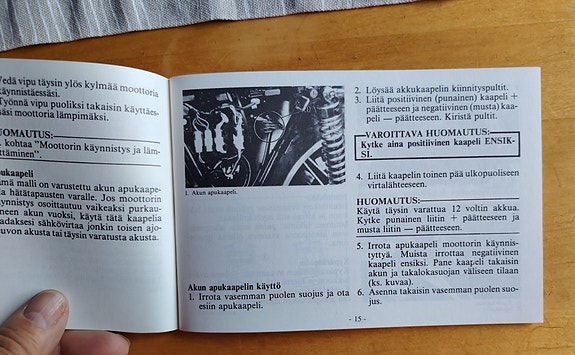 Vedä vipu täysin ylös kylmää moottoria
käynnistäessäsi.
Työnnä vipu puoliksi takaisin käyttäes-
säsi moottoria lämpimäksi.
HUOMAUTUS:
kohtaa "Moottorin käynnistys ja läm-
ittäminen".
apukaapeli
mä malli on varustettu akun apukaape-
hätätapausten varalle. Jos moottorin
ynnistys osoittautuu vaikeaksi purkau-
neen akun vuoksi, käytä tätä kaapelia
adaksesi sähkövirtaa jonkin toisen ajo-
uvon akusta tai täysin varatusta akusta.
1. Akun apukaapeli.
Akun apukaapelin käyttö
1. Irrota vasemman puolen suojus ja ota
esiin apukaapeli.
2. Löysää akkukaapelin kiinnityspultit.
3. Liitä positiivinen (punainen) kaapeli +
päätteeseen ja negatiivinen (musta) kaa-
peli — päätteeseen. Kiristä pultit.
VAROITTAVA HUOMAUTUS:
Kytke aina positiivinen kaapeli ENSIK-
SI.
4. Liitä kaapelin toinen pää ulkopuoliseen
virtalähteeseen.
HUOMAUTUS:
Käytä täysin varattua 12 voltin akkua.
Kytke punainen liitin + päätteeseen ja
musta liitin — päätteeseen.
5. Irrota apukaapeli moottorin käynnis-
tyttyä. Muista irrottaa negatiivinen
kaapeli ensiksi. Pane kaapeli takaisin
akun ja takalokasuojan väliseen tilaan
(ks. kuvaa).
6. Asenna takaisin vasemman puolen suo-
jus.
- 15 -